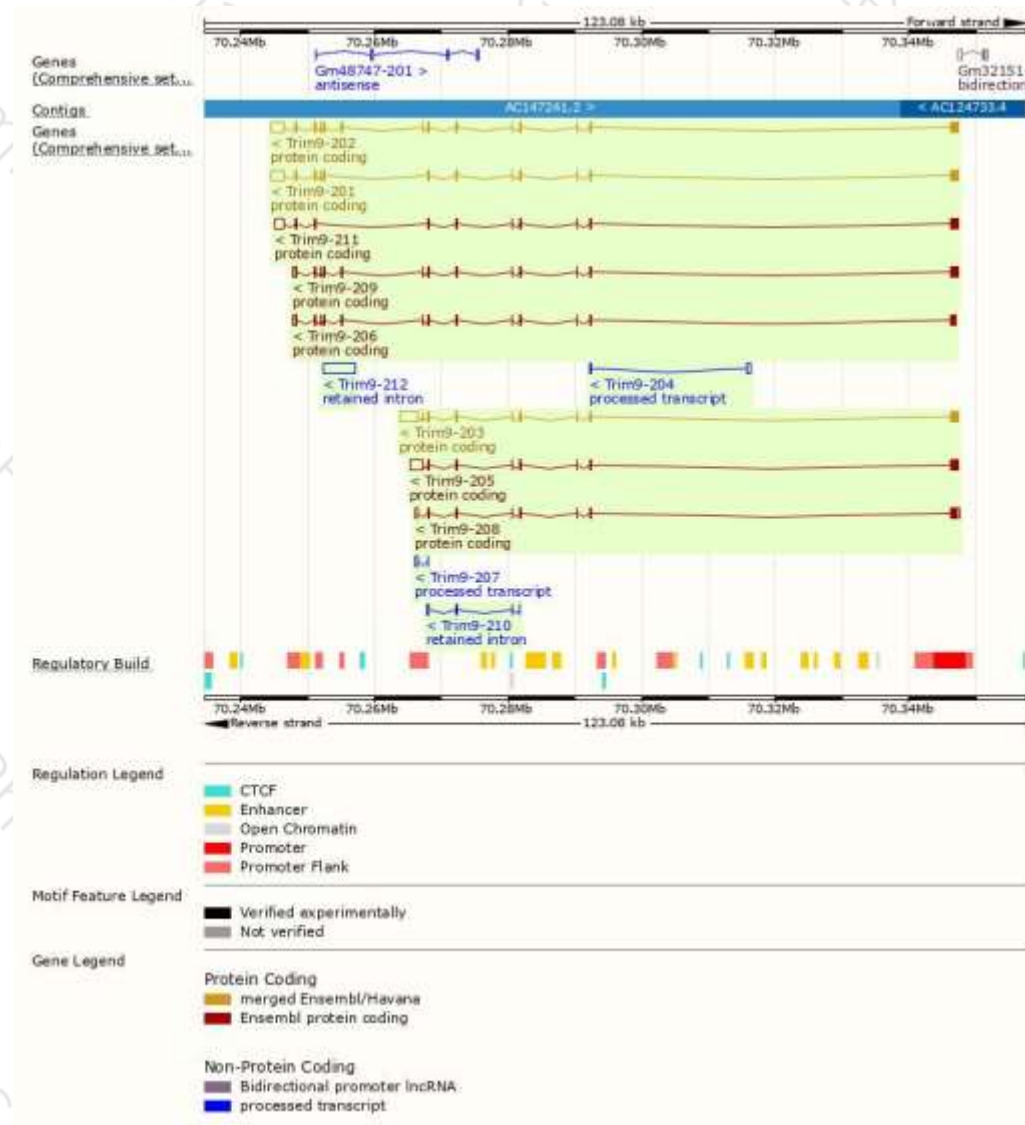 123.08 kb
Forward strand
70.24Mb 70.26Mb 70.28Mb 70.30Mb 70.32Mb 70.34Mb
Genes
(Comprehensive set...
Gm48747-201 >
antisense
Gm32151
bidirection
Contigs
AC147241.2 >
< AC124733.4
Genes
(Comprehensive set...
< Trim9-202
protein coding
< Trim9-201
protein coding
< Trim9-211
protein coding
< Trim9-209
protein coding
< Trim9-206
protein coding
< Trim9-212
retained intron
< Trim9-204
processed transcript
< Trim9-203
protein coding
< Trim9-205
protein coding
< Trim9-208
protein coding
< Trim9-207
processed transcript
< Trim9-210
retained intron
Regulatory Build
70.24Mb 70.26Mb 70.28Mb 70.30Mb 70.32Mb 70.34Mb
Reverse strand
123.08 kb
Regulation Legend
CTCF
Enhancer
Open Chromatin
Promoter
Promoter Flank
Motif Feature Legend
Verified experimentally
Not verified
Gene Legend
Protein Coding
merged Ensembl/Havana
Ensembl protein coding
Non-Protein Coding
Bidirectional promoter lncRNA
processed transcript